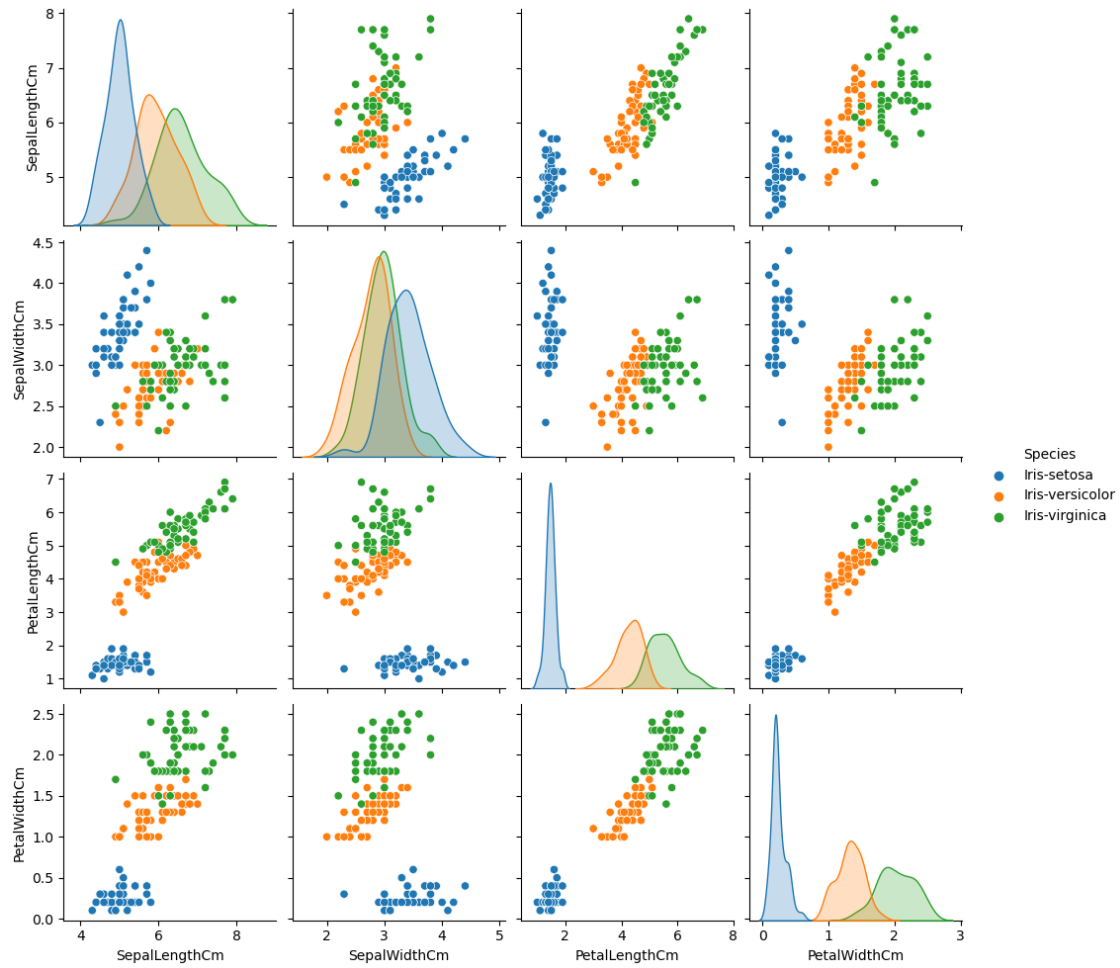 8
7
6
5
SepalLengthCm
4.5
4.0
3.5
3.0
2.5
2.0
SepalWidthCm
7
6
5
4
3
2
1
PetalLengthCm
Species
Iris-setosa
Iris-versicolor
Iris-virginica
2.5
2.0
1.5
1.0
0.5
0.0
PetalWidthCm
4 6 8 2 3 4 5 2 4 6 8 0 1 2 3
SepalLengthCm SepalWidthCm PetalLengthCm PetalWidthCm